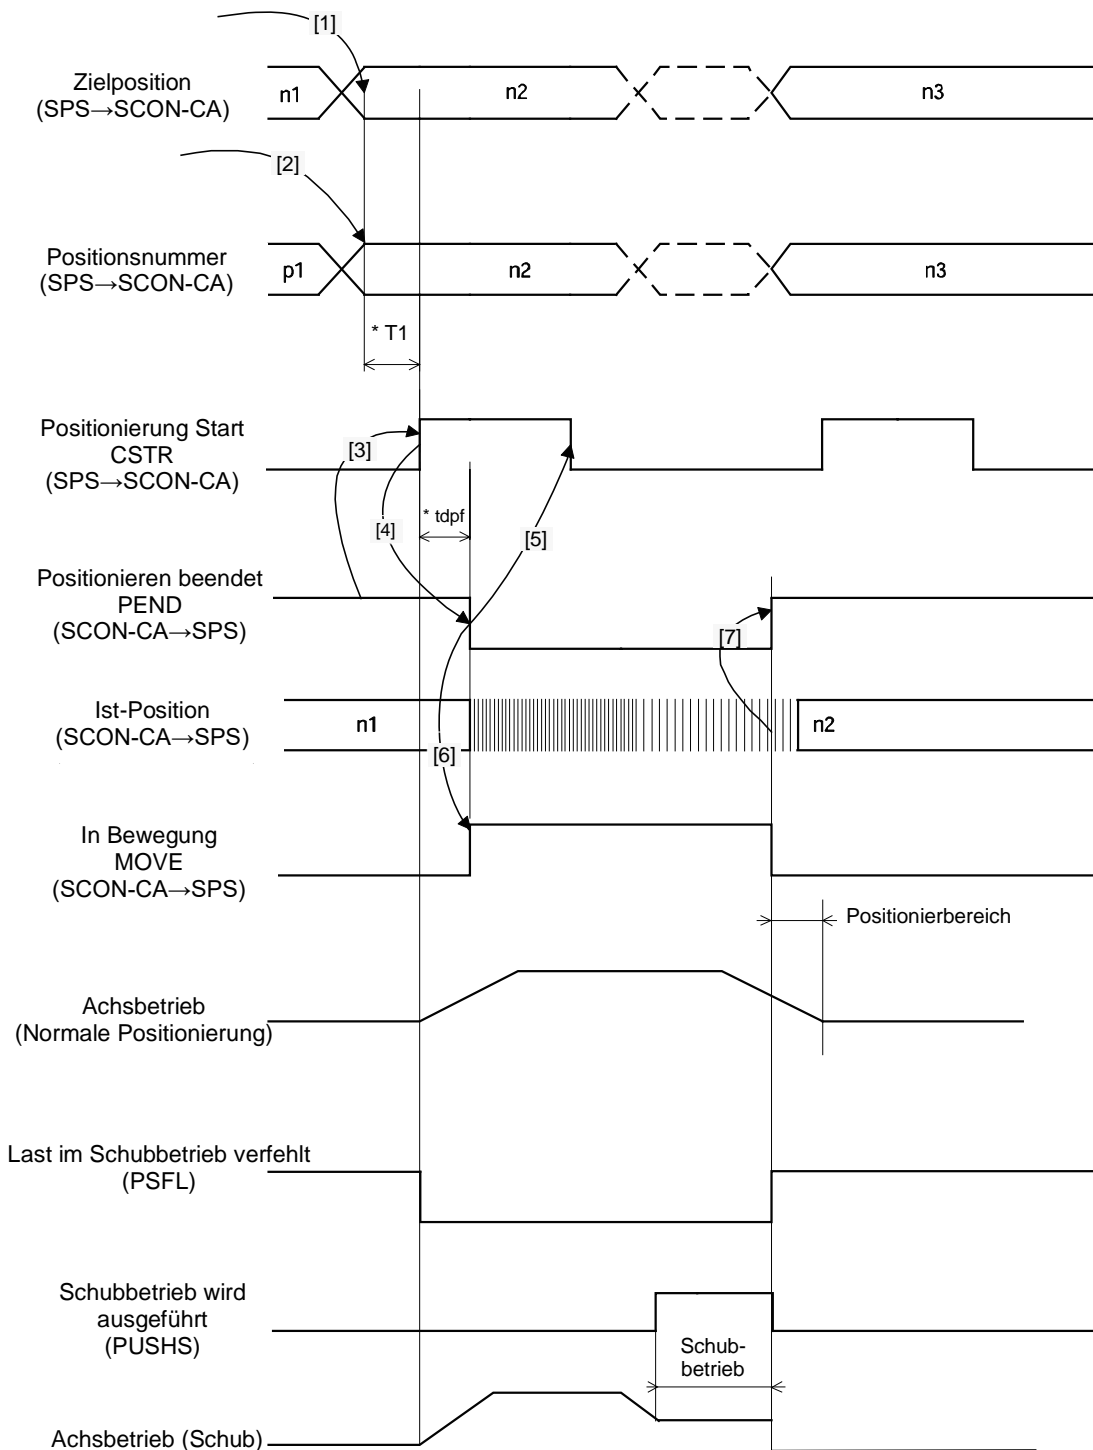 [1]
Zielposition
(SPS→SCON-CA)
n1
n2
n3
[2]
Positionsnummer
(SPS→SCON-CA)
p1
n2
n3
* T1
Positionierung Start
CSTR
(SPS→SCON-CA)
[3]
[4]
* tdpf
[5]
Positionieren beendet
PEND
(SCON-CA→SPS)
[7]
Ist-Position
(SCON-CA→SPS)
n1
n2
[6]
In Bewegung
MOVE
(SCON-CA→SPS)
Positionierbereich
Achsbetrieb
(Normale Positionierung)
Last im Schubbetrieb verfehlt
(PSFL)
Schubbetrieb wird
ausgeführt
(PUSHS)
Schub-
betrieb
Achsbetrieb (Schub)